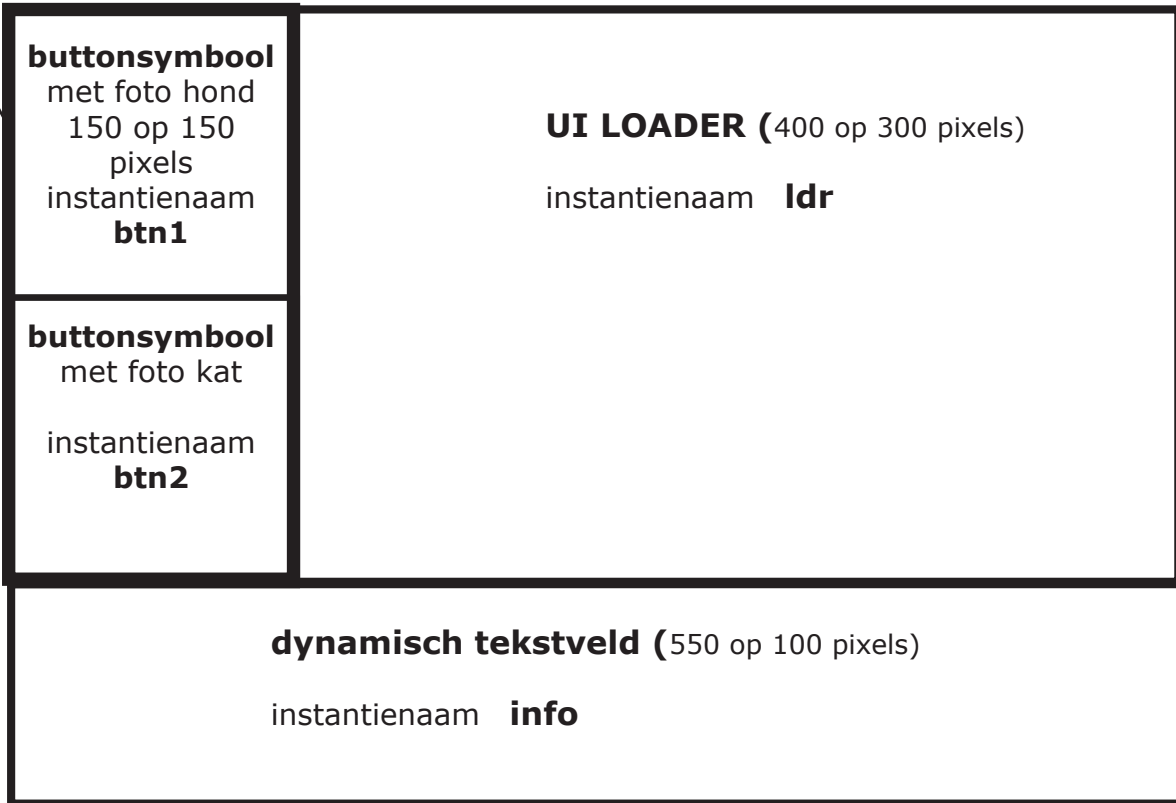 buttonsymbool
met foto hond
150 op 150
pixels
instantienaam
btn1
UI LOADER (400 op 300 pixels)
instantienaam ldr
buttonsymbool
met foto kat
instantienaam
btn2
dynamisch tekstveld (550 op 100 pixels)
instantienaam info